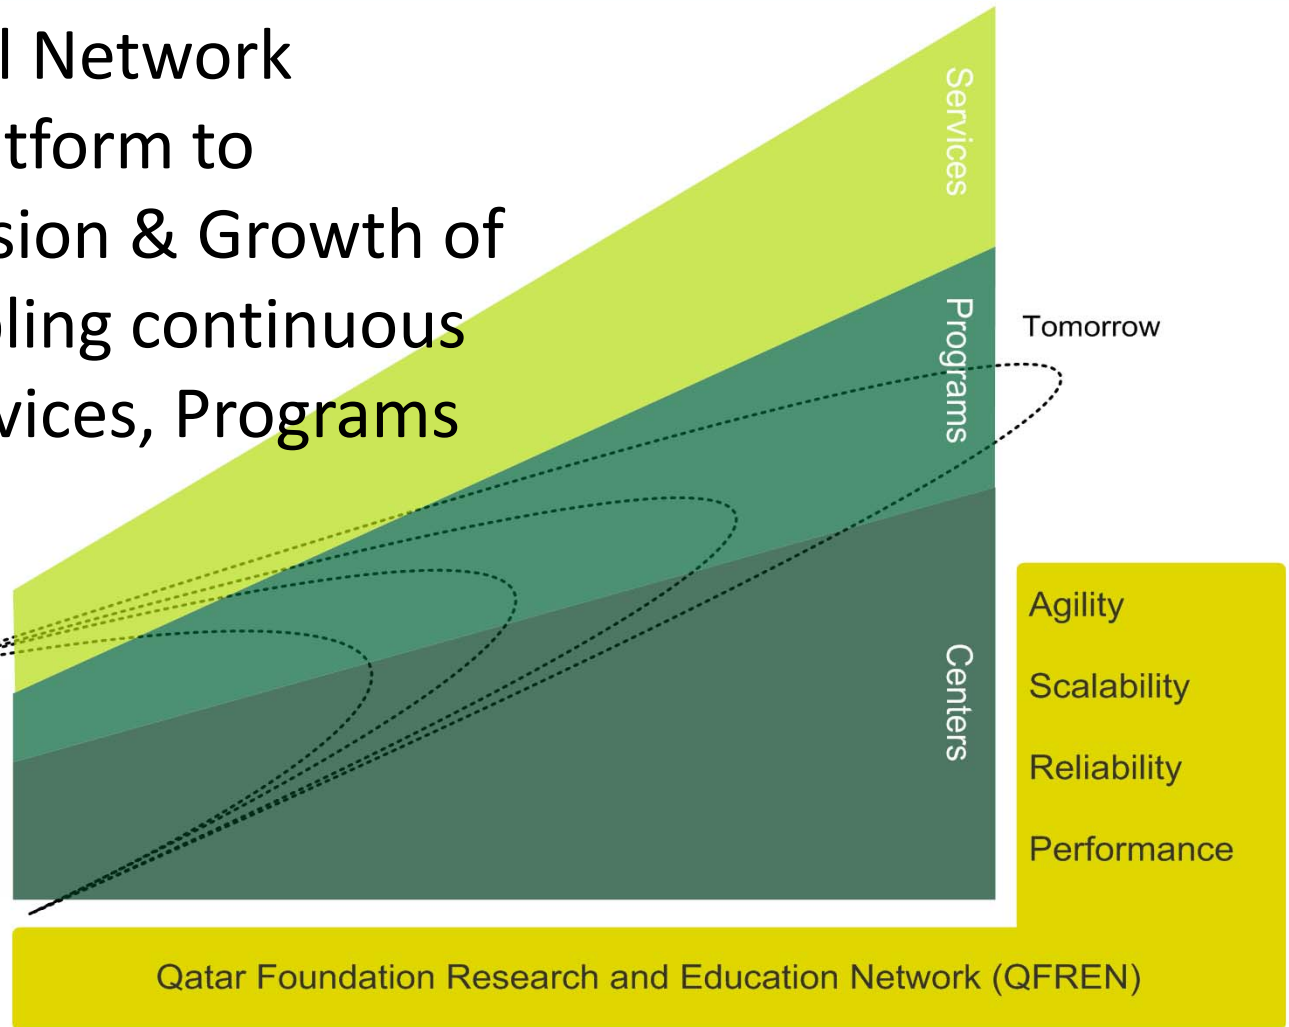 l Network
tform to
sion & Growth of
ling continuous
vices, Programs
Services
Programs
Centers
Tomorrow
Agility
Scalability
Reliability
Performance
Qatar Foundation Research and Education Network (QFREN)